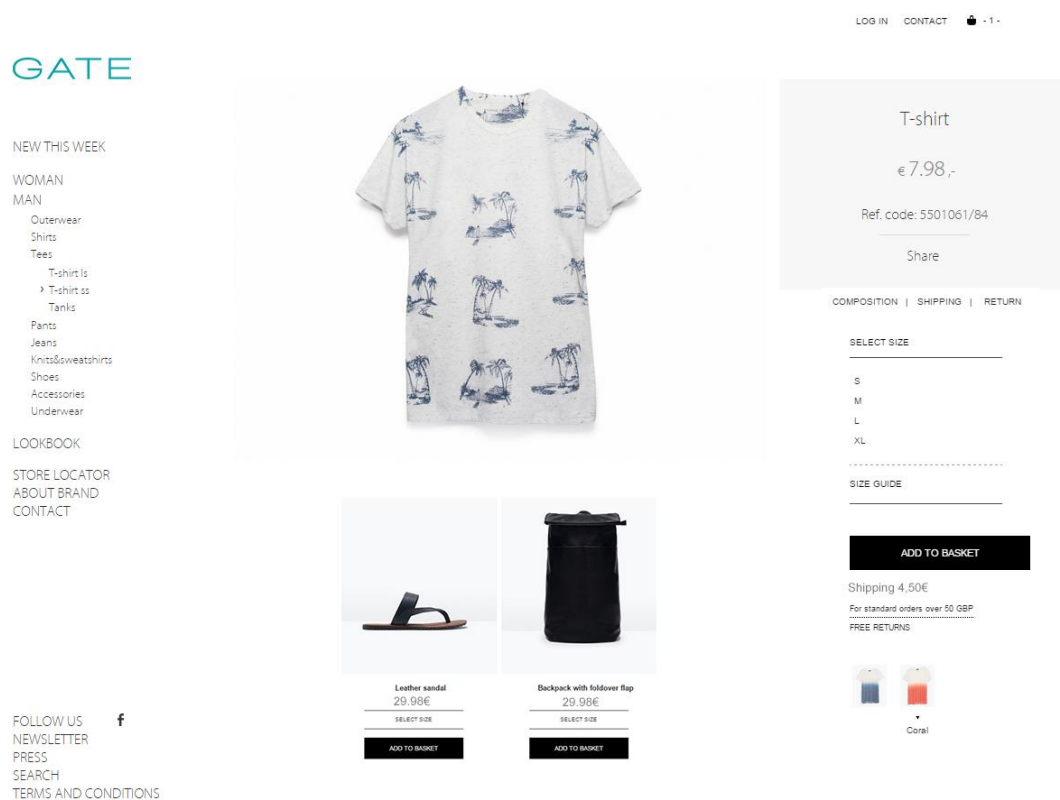 LOG IN CONTACT - 1 -
GATE
NEW THIS WEEK
WOMAN
MAN
Outerwear
Shirts
Tees
T-shirt ls
› T-shirt ss
Tanks
Pants
Jeans
Knits&sweatshirts
Shoes
Accessories
Underwear
LOOKBOOK
STORE LOCATOR
ABOUT BRAND
CONTACT
FOLLOW US f
NEWSLETTER
PRESS
SEARCH
TERMS AND CONDITIONS
Leather sandal
29.98€
SELECT SIZE
ADD TO BASKET
Backpack with foldover flap
29.98€
SELECT SIZE
ADD TO BASKET
T-shirt
€ 7.98 ,-
Ref. code: 5501061/84
Share
COMPOSITION | SHIPPING | RETURN
SELECT SIZE
S
M
L
XL
SIZE GUIDE
ADD TO BASKET
Shipping 4,50€
For standard orders over 50 GBP
FREE RETURNS
Coral